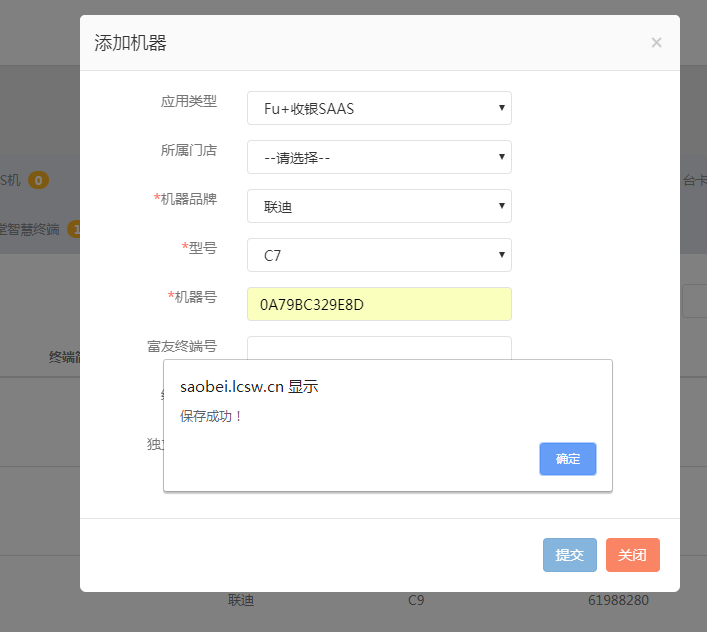 添加机器 ×
应用类型 Fu+收银SAAS
所属门店 --请选择--
S机 0 台卡
*机器品牌 联迪
堂智慧终端 1
*型号 C7
*机器号 0A79BC329E8D
富友终端号
终端
saobei.lcsw.cn 显示
保存成功！
独
确定
提交 关闭
联迪 C9 61988280